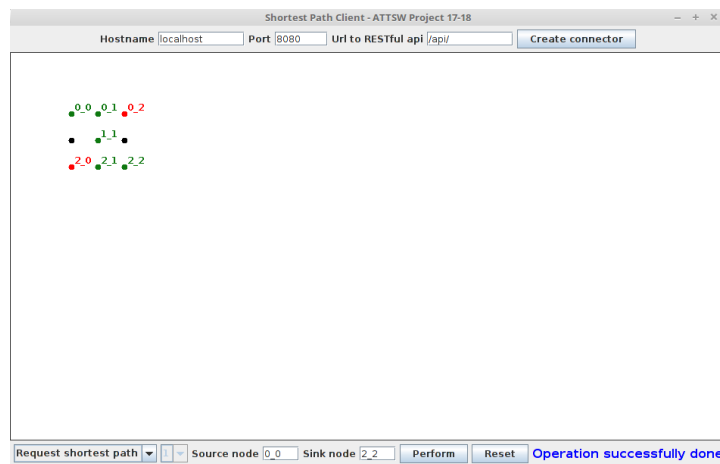 Shortest Path Client - ATTSW Project 17-18
Hostname localhost Port 8080 Url to RESTful api /api/ Create connector
0_0 0_1 0_2
1_1
2_0 2_1 2_2
Request shortest path 1 Source node 0_0 Sink node 2_2 Perform Reset Operation successfully done